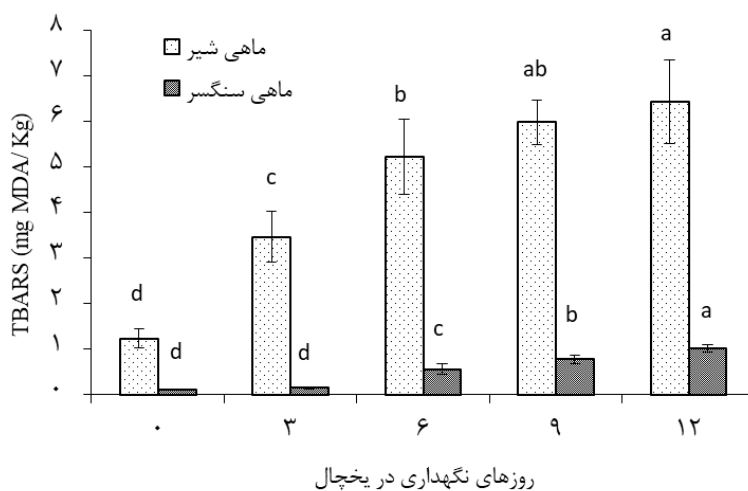 ۸
۷
۶
۵
۴
۳
۲
۱
۰
TBARS (mg MDA/ Kg)
ماهی شیر
ماهی سنگسر
d
d
c
d
b
c
ab
b
a
a
۰ ۳ ۶ ۹ ۱۲
روزهای نگهداری در یخچال